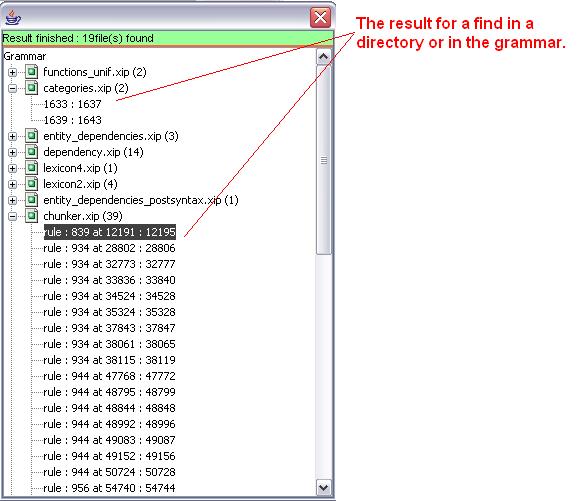 Result finished : 19file(s) found
The result for a find in a
directory or in the grammar.
Grammar
functions_unif.xip (2)
categories.xip (2)
1633 : 1637
1639 : 1643
entity_dependencies.xip (3)
dependency.xip (14)
lexicon4.xip (1)
lexicon2.xip (4)
entity_dependencies_postsyntax.xip (1)
chunker.xip (39)
rule : 839 at 12191 : 12195
rule : 934 at 28802 : 28806
rule : 934 at 32773 : 32777
rule : 934 at 33836 : 33840
rule : 934 at 34524 : 34528
rule : 934 at 35324 : 35328
rule : 934 at 37843 : 37847
rule : 934 at 38061 : 38065
rule : 934 at 38115 : 38119
rule : 944 at 47768 : 47772
rule : 944 at 48795 : 48799
rule : 944 at 48844 : 48848
rule : 944 at 48992 : 48996
rule : 944 at 49083 : 49087
rule : 944 at 49152 : 49156
rule : 944 at 50724 : 50728
rule : 956 at 54740 : 54744